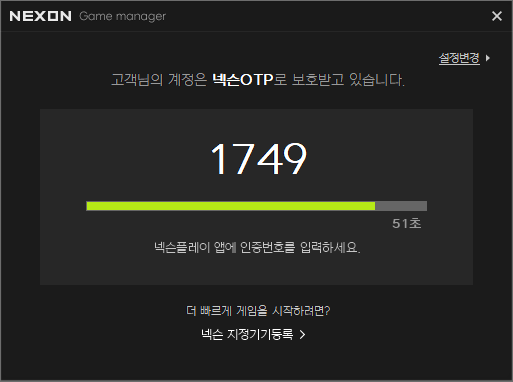 NEXON Game manager
설정변경
고객님의 계정은 넥슨OTP로 보호받고 있습니다.
1749
51초
넥슨플레이 앱에 인증번호를 입력하세요.
더 빠르게 게임을 시작하려면?
넥슨 지정기기등록 >